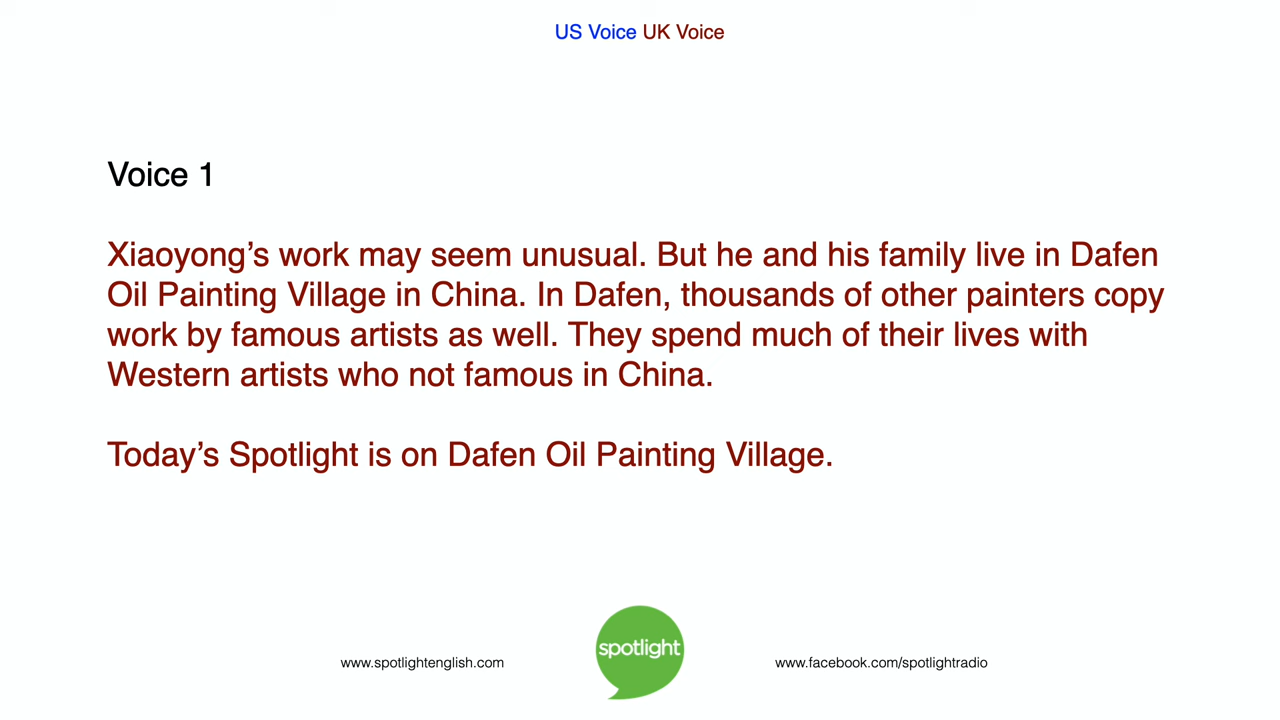 US Voice UK Voice
Voice 1
Xiaoyong’s work may seem unusual. But he and his family live in Dafen
Oil Painting Village in China. In Dafen, thousands of other painters copy
work by famous artists as well. They spend much of their lives with
Western artists who not famous in China.
Today’s Spotlight is on Dafen Oil Painting Village.
www.spotlightenglish.com
spotlight
www.facebook.com/spotlightradio